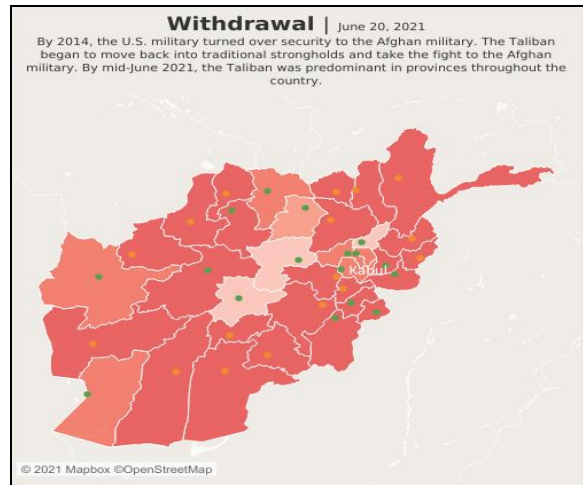 Withdrawal | June 20, 2021
By 2014, the U.S. military turned over security to the Afghan military. The Taliban
began to move back into traditional strongholds and take the fight to the Afghan
military. By mid-June 2021, the Taliban was predominant in provinces throughout the
country.
Kabul
© 2021 Mapbox ©OpenStreetMap